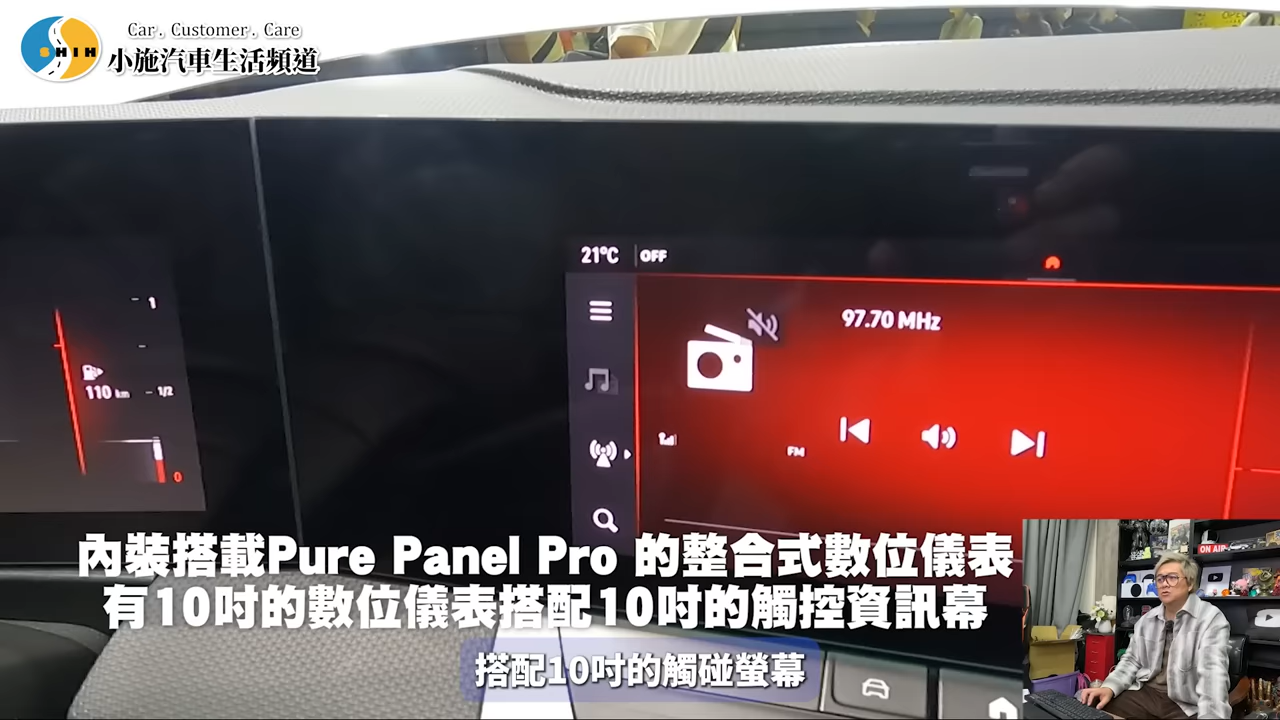 Car . Customer . Care
SHIH
小施汽車生活頻道
OPEN
21°C
OFF
1
97.70 MHz
110 km
1/2
FM
0
內裝搭載Pure Panel Pro 的整合式數位儀表
ON AIR
有10吋的數位儀表搭配10吋的觸控資訊幕
搭配10吋的觸碰螢幕